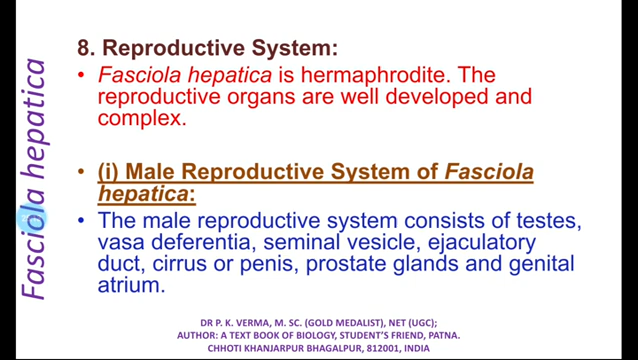 Fasciola hepatica
8. Reproductive System:
• Fasciola hepatica is hermaphrodite. The
reproductive organs are well developed and
complex.
• (i) Male Reproductive System of Fasciola
hepatica:
• The male reproductive system consists of testes,
vasa deferentia, seminal vesicle, ejaculatory
duct, cirrus or penis, prostate glands and genital
atrium.
DR P. K. VERMA, M. SC. (GOLD MEDALIST), NET (UGC);
AUTHOR: A TEXT BOOK OF BIOLOGY, STUDENT'S FRIEND, PATNA.
CHHOTI KHANJARPUR BHAGALPUR, 812001, INDIA